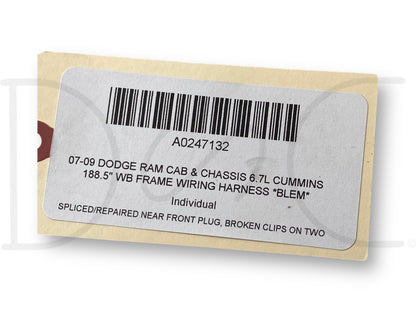 A0247132
07-09 DODGE RAM CAB & CHASSIS 6.7L CUMMINS
188.5" WB FRAME WIRING HARNESS *BLEM*
Individual
SPLICED/REPAIRED NEAR FRONT PLUG, BROKEN CLIPS ON TWO